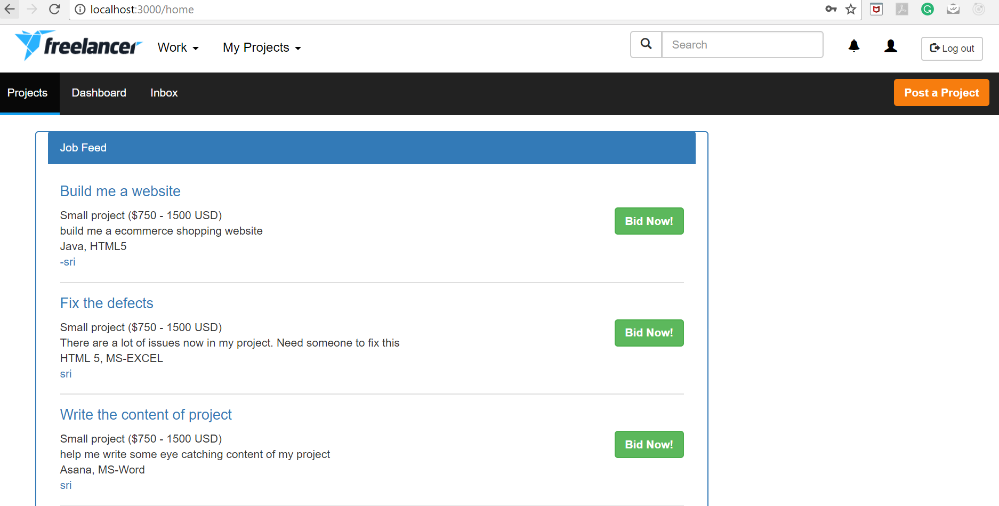 localhost:3000/home
freelancer Work My Projects Search Log out
Projects Dashboard Inbox Post a Project
Job Feed
Build me a website
Small project ($750 - 1500 USD)
Bid Now!
build me a ecommerce shopping website
Java, HTML5
-sri
Fix the defects
Small project ($750 - 1500 USD)
Bid Now!
There are a lot of issues now in my project. Need someone to fix this
HTML 5, MS-EXCEL
sri
Write the content of project
Small project ($750 - 1500 USD)
Bid Now!
help me write some eye catching content of my project
Asana, MS-Word
sri